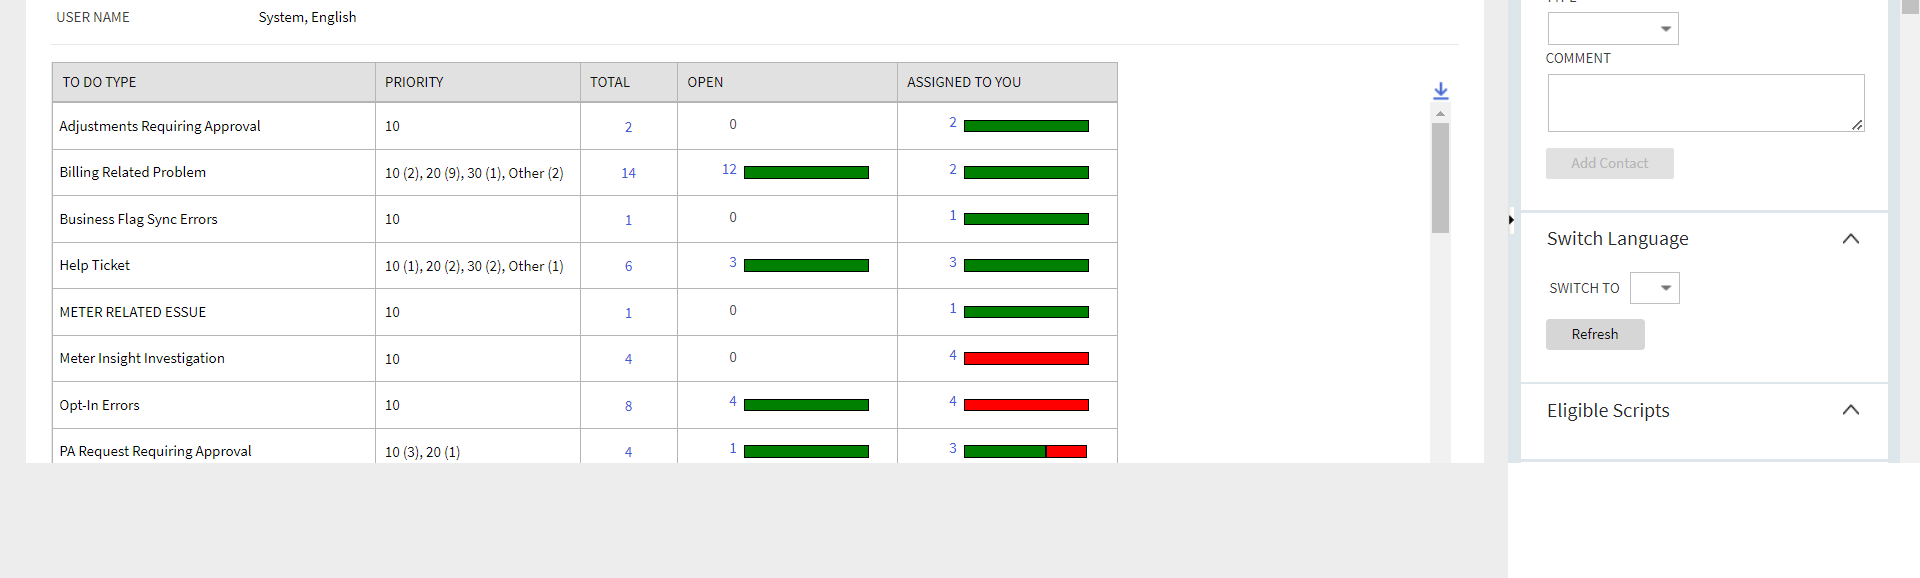 USER NAME System, English
TO DO TYPE PRIORITY TOTAL OPEN ASSIGNED TO YOU
Adjustments Requiring Approval 10 2 0 2
Billing Related Problem 10 (2), 20 (9), 30 (1), Other (2) 14 12 2
Business Flag Sync Errors 10 1 0 1
Help Ticket 10 (1), 20 (2), 30 (2), Other (1) 6 3 3
METER RELATED ESSUE 10 1 0 1
Meter Insight Investigation 10 4 0 4
Opt-In Errors 10 8 4 4
PA Request Requiring Approval 10 (3), 20 (1) 4 1 3
COMMENT
Add Contact
Switch Language
SWITCH TO
Refresh
Eligible Scripts